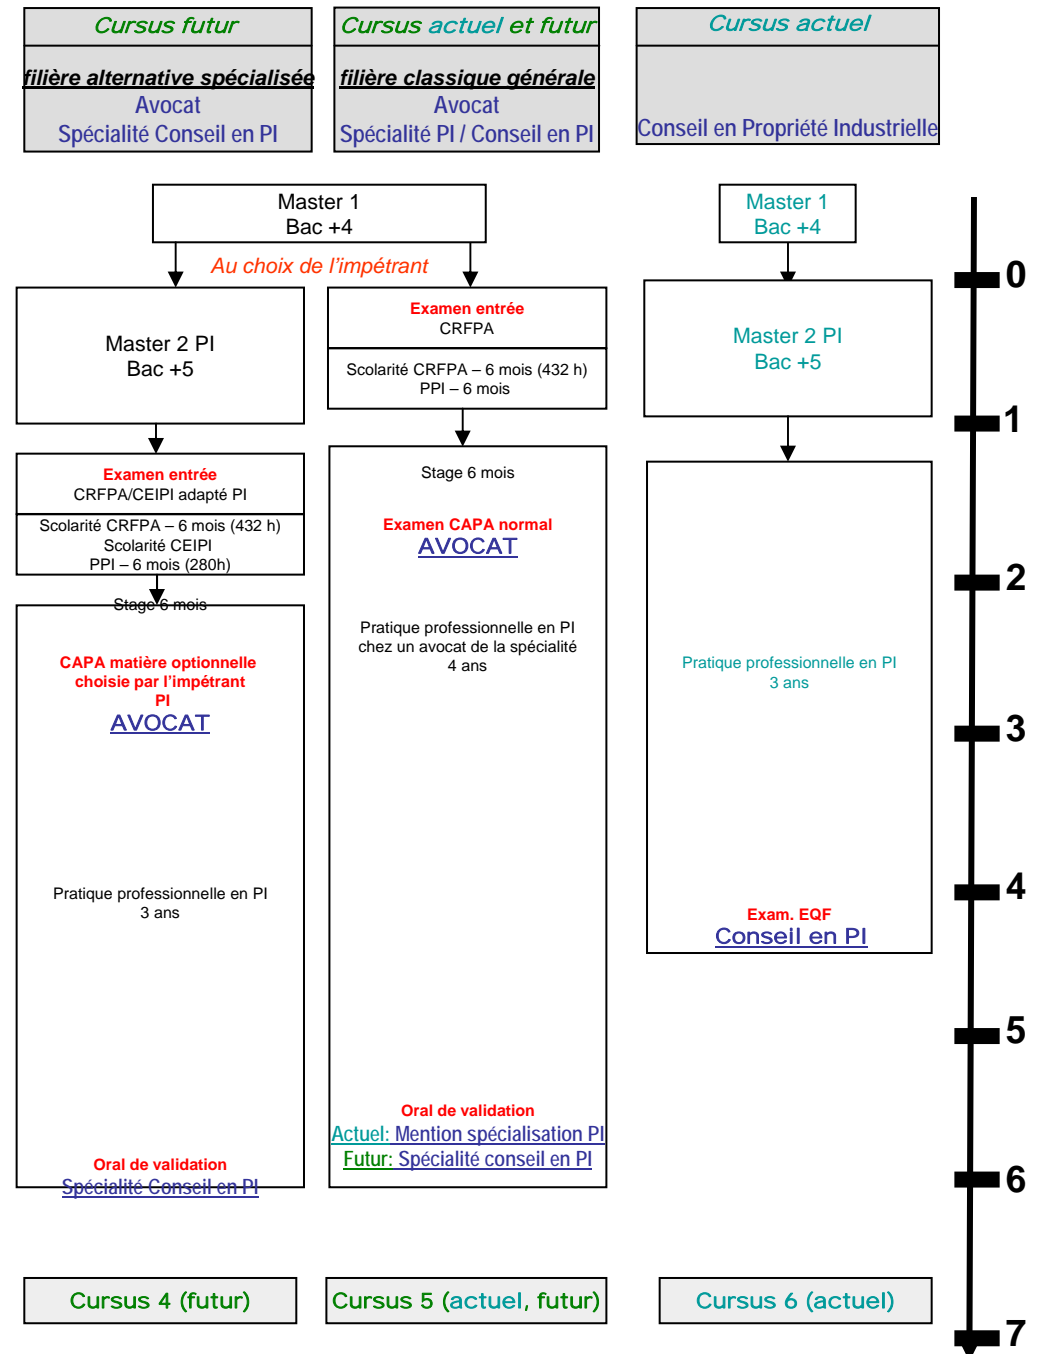 Cursus futur
filière alternative spécialisée
Avocat
Spécialité Conseil en PI
Cursus actuel et futur
filière classique générale
Avocat
Spécialité PI / Conseil en PI
Cursus actuel
Conseil en Propriété Industrielle
Master 1
Bac +4
Au choix de l'impétrant
Master 1
Bac +4
Master 2 PI
Bac +5
Examen entrée
CRFPA/CEIPI adapté PI
Scolarité CRFPA – 6 mois (432 h)
Scolarité CEIPI
PPI – 6 mois (280h)
Stage 6 mois
CAPA matière optionnelle
choisie par l'impétrant
PI
AVOCAT
Pratique professionnelle en PI
3 ans
Oral de validation
Spécialité Conseil en PI
Examen entrée
CRFPA
Scolarité CRFPA – 6 mois (432 h)
PPI – 6 mois
Stage 6 mois
Examen CAPA normal
AVOCAT
Pratique professionnelle en PI
chez un avocat de la spécialité
4 ans
Oral de validation
Actuel: Mention spécialisation PI
Futur: Spécialité conseil en PI
Master 2 PI
Bac +5
Pratique professionnelle en PI
3 ans
Exam. EQF
Conseil en PI
0
1
2
3
4
5
6
7
Cursus 4 (futur)
Cursus 5 (actuel, futur)
Cursus 6 (actuel)